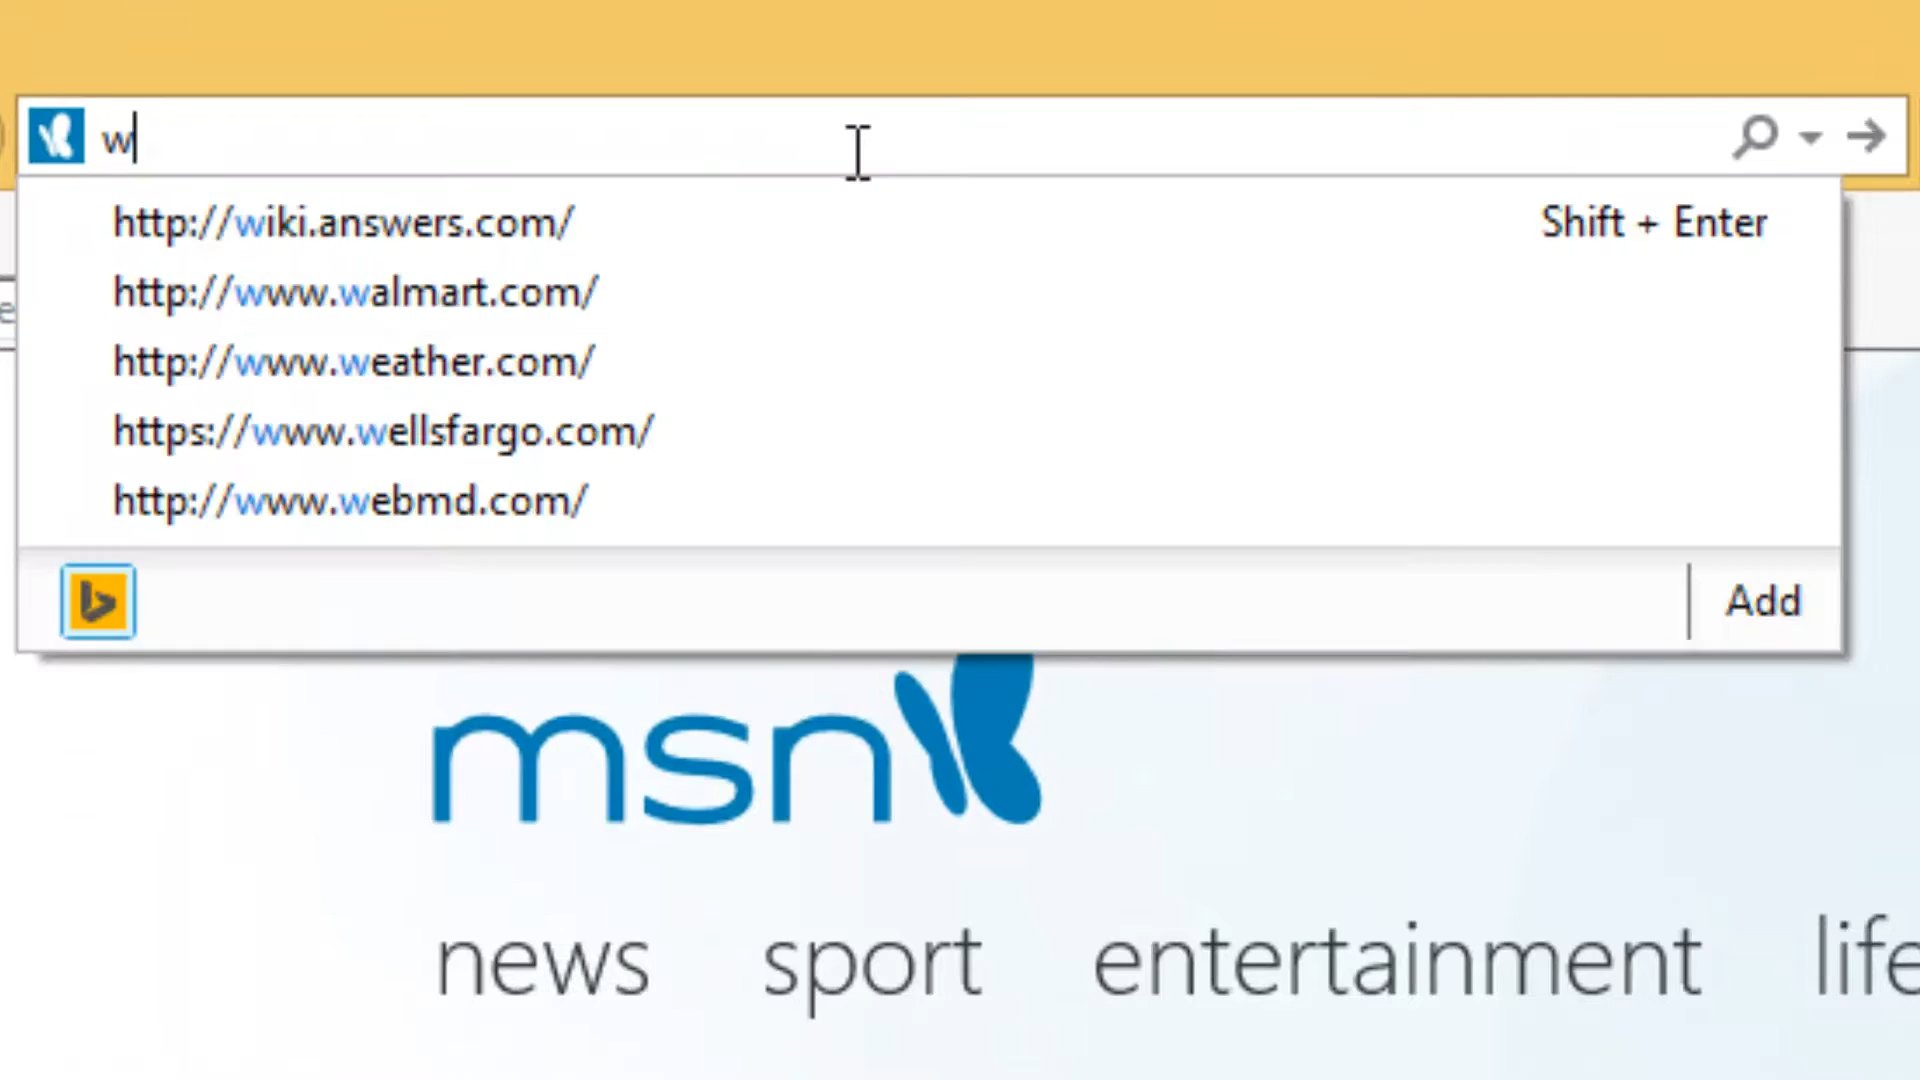 w
http://wiki.answers.com/ Shift + Enter
http://www.walmart.com/
http://www.weather.com/
https://www.wellsfargo.com/
http://www.webmd.com/
Add
msn
news sport entertainment life